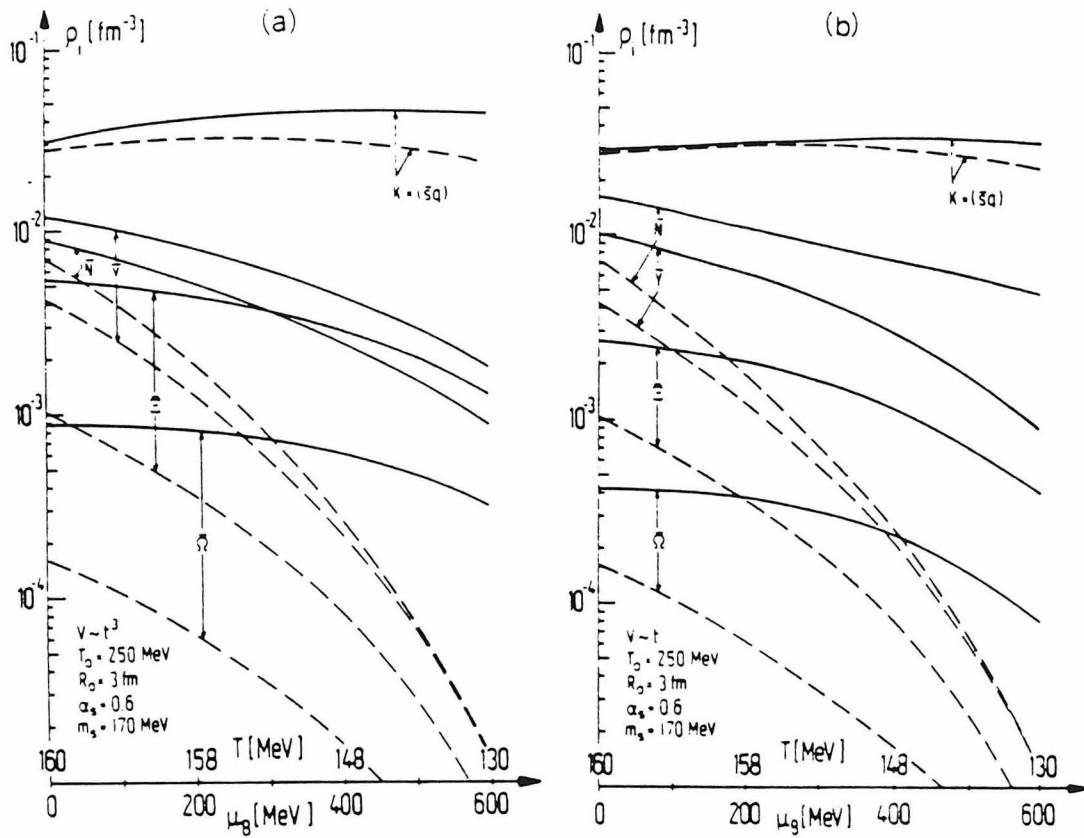 (a)
ρᵢ [fm⁻³]
10⁻¹
K = (s̄q)
10⁻²
N̄
Ȳ
10⁻³
Ξ̄
Ω̄
10⁻⁴
V ~ t³
T₀ = 250 MeV
R₀ = 3 fm
αₛ = 0.6
mₛ = 170 MeV
T [MeV]
160 158 148 130
0 200 400 600
μ_B [MeV]
(b)
ρᵢ [fm⁻³]
10⁻¹
K = (s̄q)
10⁻²
N̄
Ȳ
10⁻³
Ξ̄
Ω̄
10⁻⁴
V ~ t
T₀ = 250 MeV
R₀ = 3 fm
αₛ = 0.6
mₛ = 170 MeV
T [MeV]
160 158 148 130
0 200 400 600
μ_B [MeV]